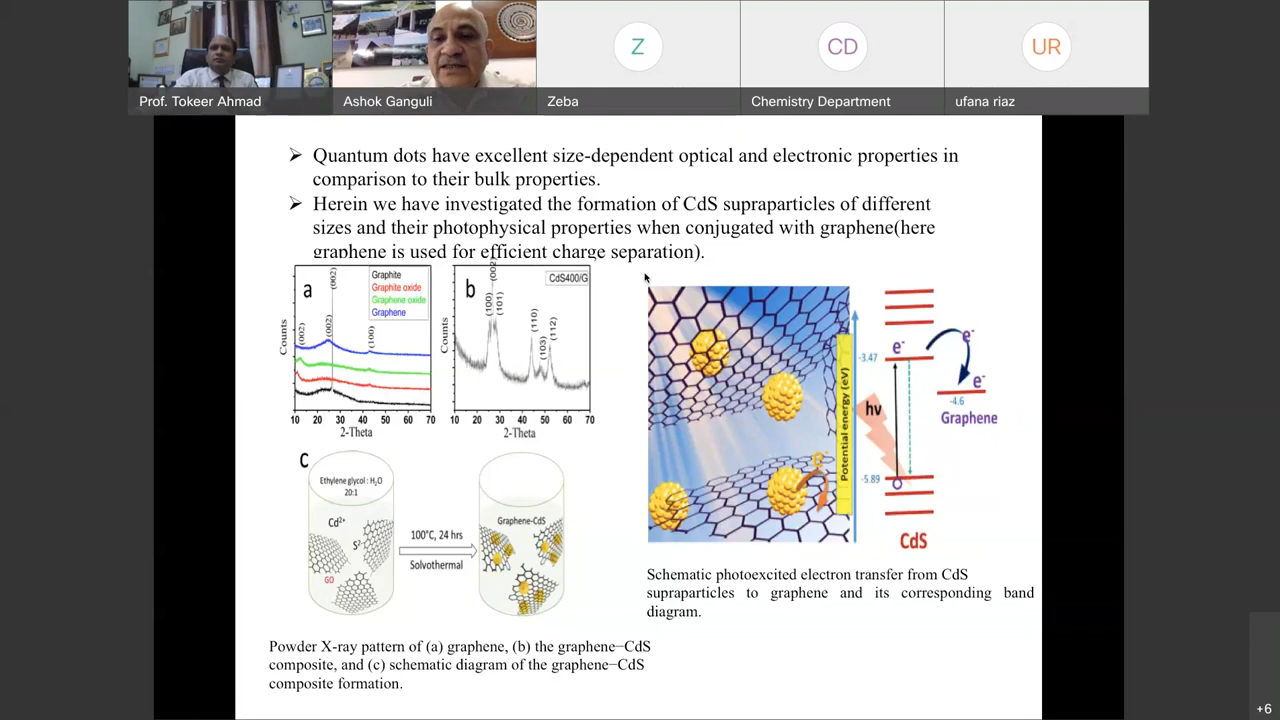 Prof. Tokeer Ahmad
Ashok Ganguli
Z
Zeba
CD
Chemistry Department
UR
ufana riaz
➢ Quantum dots have excellent size-dependent optical and electronic properties in
comparison to their bulk properties.
➢ Herein we have investigated the formation of CdS supraparticles of different
sizes and their photophysical properties when conjugated with graphene(here
graphene is used for efficient charge separation).
a
Graphite
Graphite oxide
Graphene oxide
Graphene
(002)
(002)
(002)
(100)
Counts
10 20 30 40 50 60 70
2-Theta
b
CdS400/G
(100)
(002)
(101)
(110)
(103)
(112)
Counts
10 20 30 40 50 60 70
2-Theta
c
Ethylene glycol : H₂O
20:1
Cd²⁺
S²⁻
GO
100°C, 24 hrs
Solvothermal
Graphene-CdS
Powder X-ray pattern of (a) graphene, (b) the graphene−CdS
composite, and (c) schematic diagram of the graphene−CdS
composite formation.
e⁻
Potential energy (eV)
-3.47
-5.89
hν
e⁻
e⁻
e⁻
-4.6
Graphene
CdS
Schematic photoexcited electron transfer from CdS
supraparticles to graphene and its corresponding band
diagram.
+6